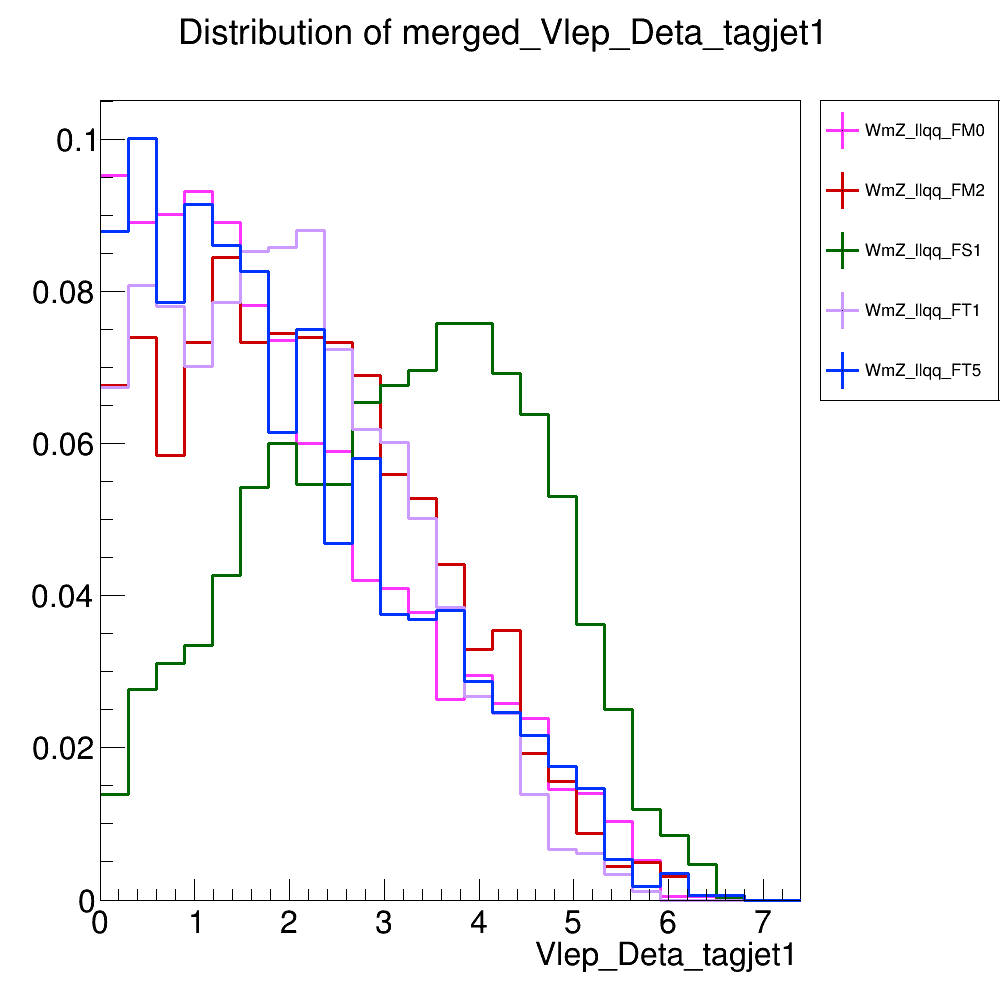 Distribution of merged_Vlep_Deta_tagjet1
WmZ_llqq_FM0
WmZ_llqq_FM2
WmZ_llqq_FS1
WmZ_llqq_FT1
WmZ_llqq_FT5
0.1
0.08
0.06
0.04
0.02
0
0 1 2 3 4 5 6 7
Vlep_Deta_tagjet1